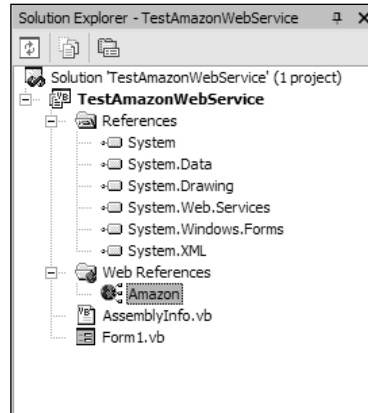 Solution Explorer - TestAmazonWebService
Solution 'TestAmazonWebService' (1 project)
TestAmazonWebService
References
System
System.Data
System.Drawing
System.Web.Services
System.Windows.Forms
System.XML
Web References
Amazon
AssemblyInfo.vb
Form1.vb